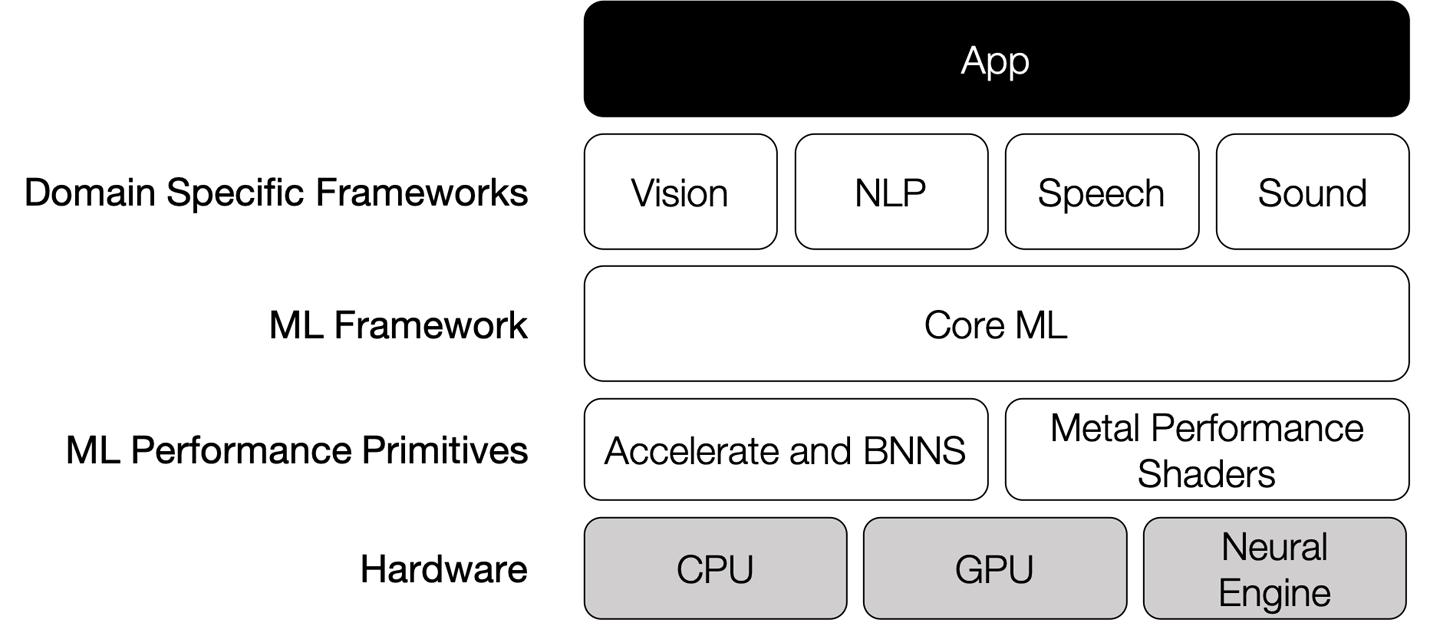 App
Domain Specific Frameworks
Vision
NLP
Speech
Sound
ML Framework
Core ML
ML Performance Primitives
Accelerate and BNNS
Metal Performance
Shaders
Hardware
CPU
GPU
Neural
Engine